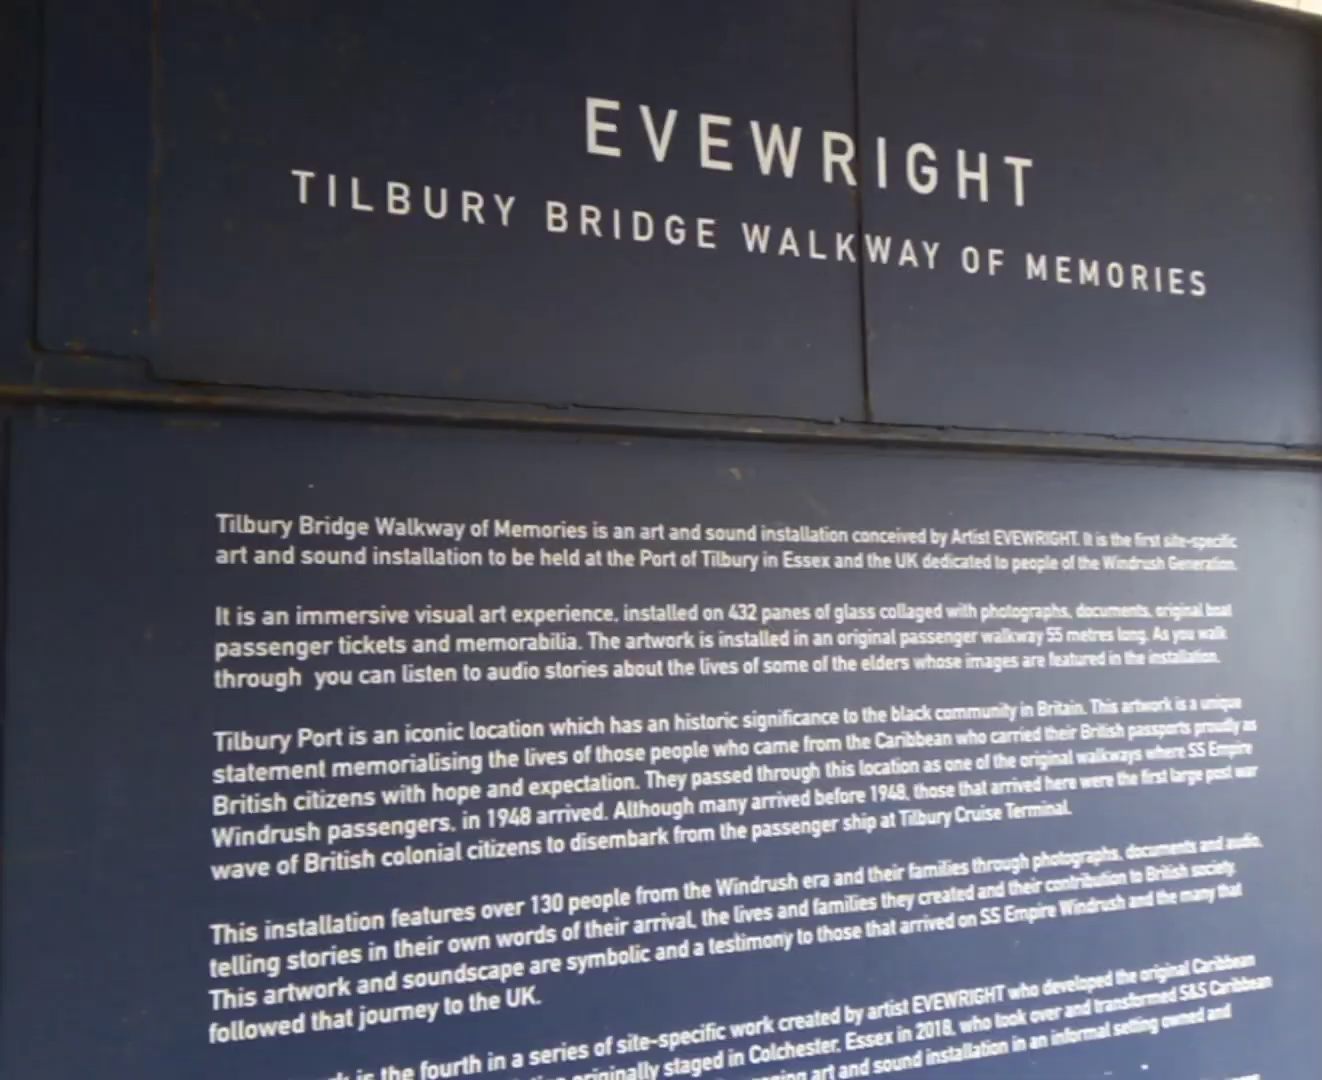 EVEWRIGHT
TILBURY BRIDGE WALKWAY OF MEMORIES
Tilbury Bridge Walkway of Memories is an art and sound installation conceived by Artist EVEWRIGHT. It is the first site-specific
art and sound installation to be held at the Port of Tilbury in Essex and the UK dedicated to people of the Windrush Generation.
It is an immersive visual art experience, installed on 432 panes of glass collaged with photographs, documents, original boat
passenger tickets and memorabilia. The artwork is installed in an original passenger walkway 55 metres long. As you walk
through you can listen to audio stories about the lives of some of the elders whose images are featured in the installation.
Tilbury Port is an iconic location which has an historic significance to the black community in Britain. This artwork is a unique
statement memorialising the lives of those people who came from the Caribbean who carried their British passports proudly as
British citizens with hope and expectation. They passed through this location as one of the original walkways where SS Empire
Windrush passengers, in 1948 arrived. Although many arrived before 1948, those that arrived here were the first large post war
wave of British colonial citizens to disembark from the passenger ship at Tilbury Cruise Terminal.
This installation features over 130 people from the Windrush era and their families through photographs, documents and audio,
telling stories in their own words of their arrival, the lives and families they created and their contribution to British society.
This artwork and soundscape are symbolic and a testimony to those that arrived on SS Empire Windrush and the many that
followed that journey to the UK.
is the fourth in a series of site-specific work created by artist EVEWRIGHT who developed the original Caribbean
originally staged in Colchester, Essex in 2018, who took over and transformed S&S Caribbean
art and sound installation in an informal setting owned and